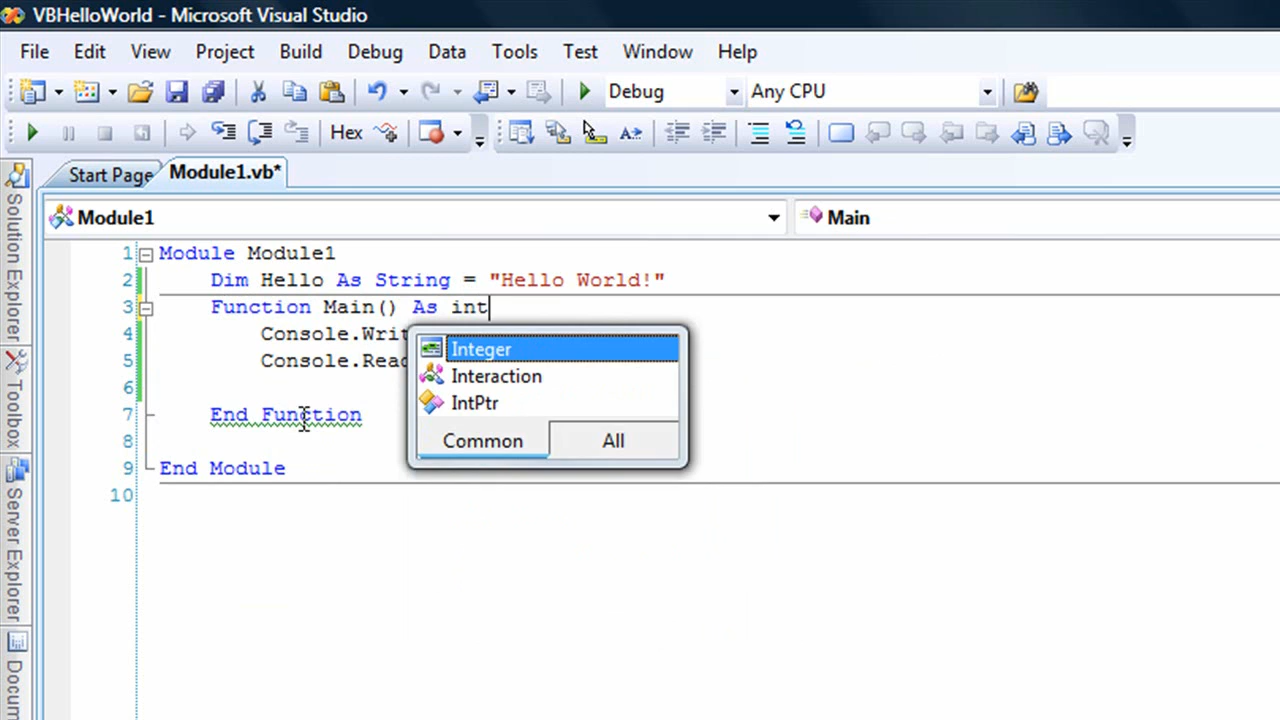 VBHelloWorld - Microsoft Visual Studio
File Edit View Project Build Debug Data Tools Test Window Help
Debug Any CPU
Hex
Start Page Module1.vb*
Module1 Main
1 Module Module1
2 Dim Hello As String = "Hello World!"
3 Function Main() As int
4 Console.Writ
5 Console.Read
6
7 End Function
8
9 End Module
10
Integer
Interaction
IntPtr
Common All
Solution Explorer
Toolbox
Server Explorer
Docum